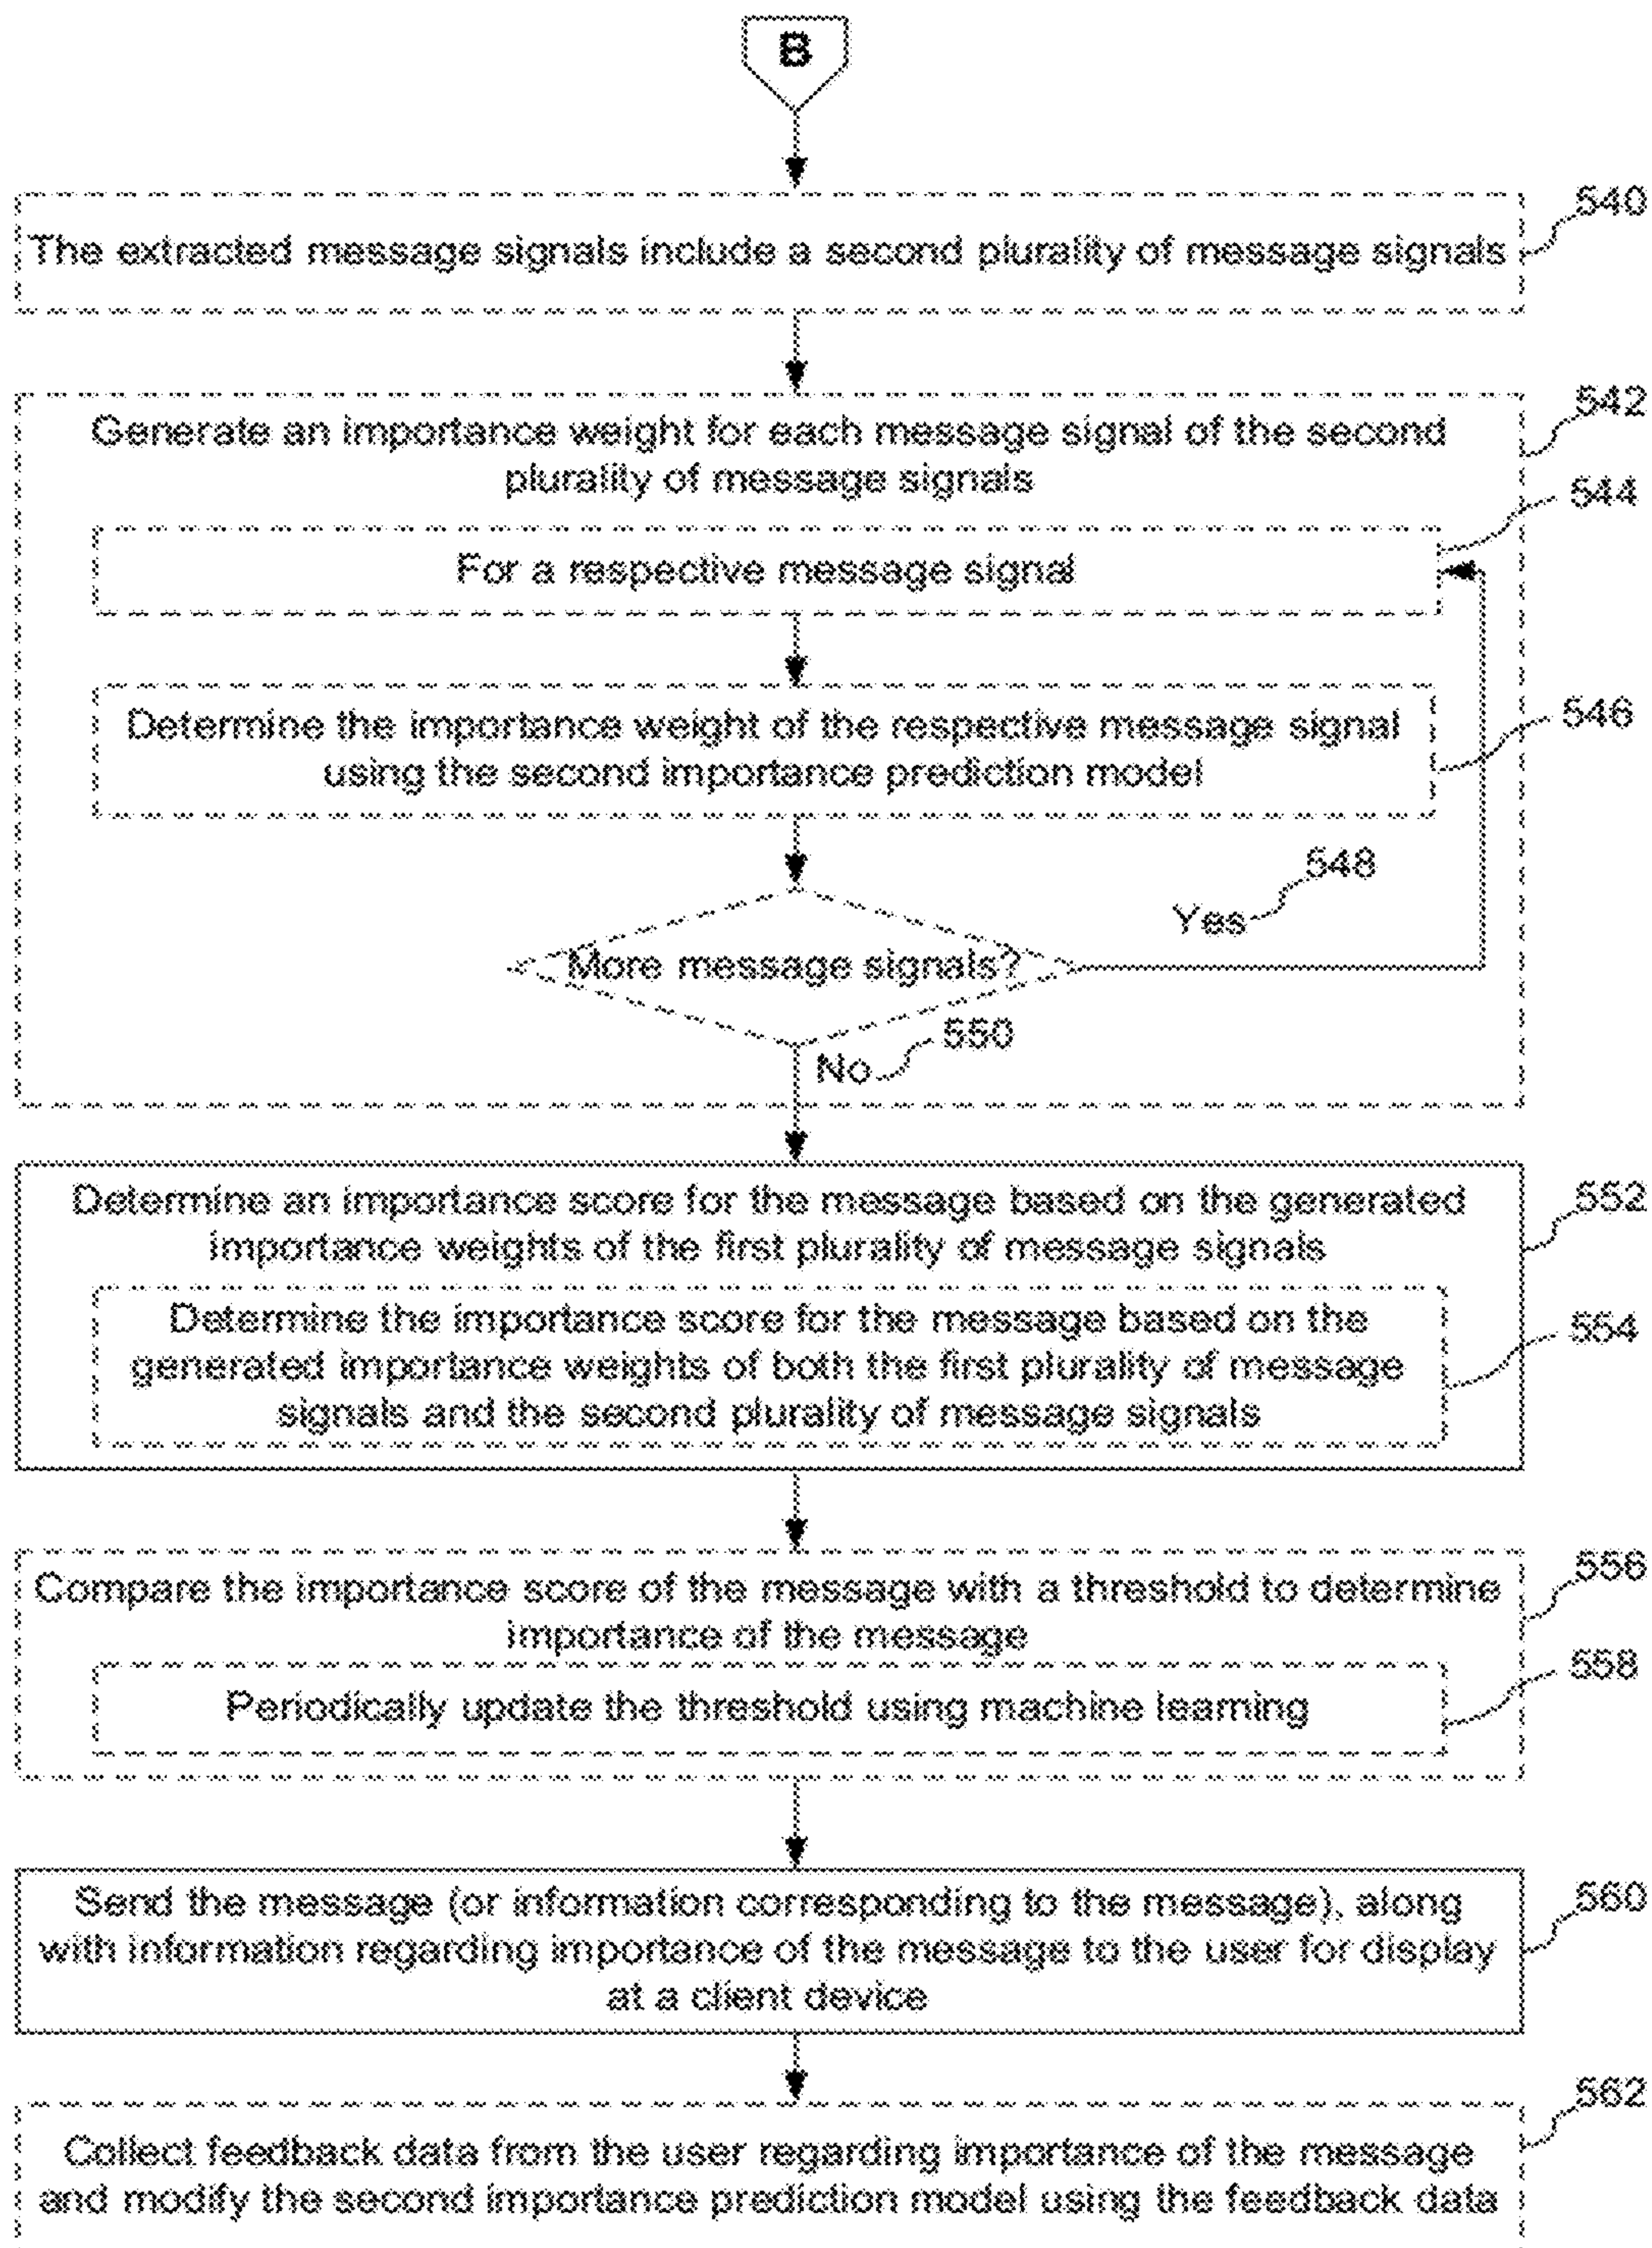 B
540
The extracted message signals include a second plurality of message signals
542
Generate an importance weight for each message signal of the second
plurality of message signals
544
For a respective message signal
546
Determine the importance weight of the respective message signal
using the second importance prediction model
548
Yes
More message signals?
550
No
552
Determine an importance score for the message based on the generated
importance weights of the first plurality of message signals
554
Determine the importance score for the message based on the
generated importance weights of both the first plurality of message
signals and the second plurality of message signals
556
Compare the importance score of the message with a threshold to determine
importance of the message
558
Periodically update the threshold using machine learning
560
Send the message (or information corresponding to the message), along
with information regarding importance of the message to the user for display
at a client device
562
Collect feedback data from the user regarding importance of the message
and modify the second importance prediction model using the feedback data